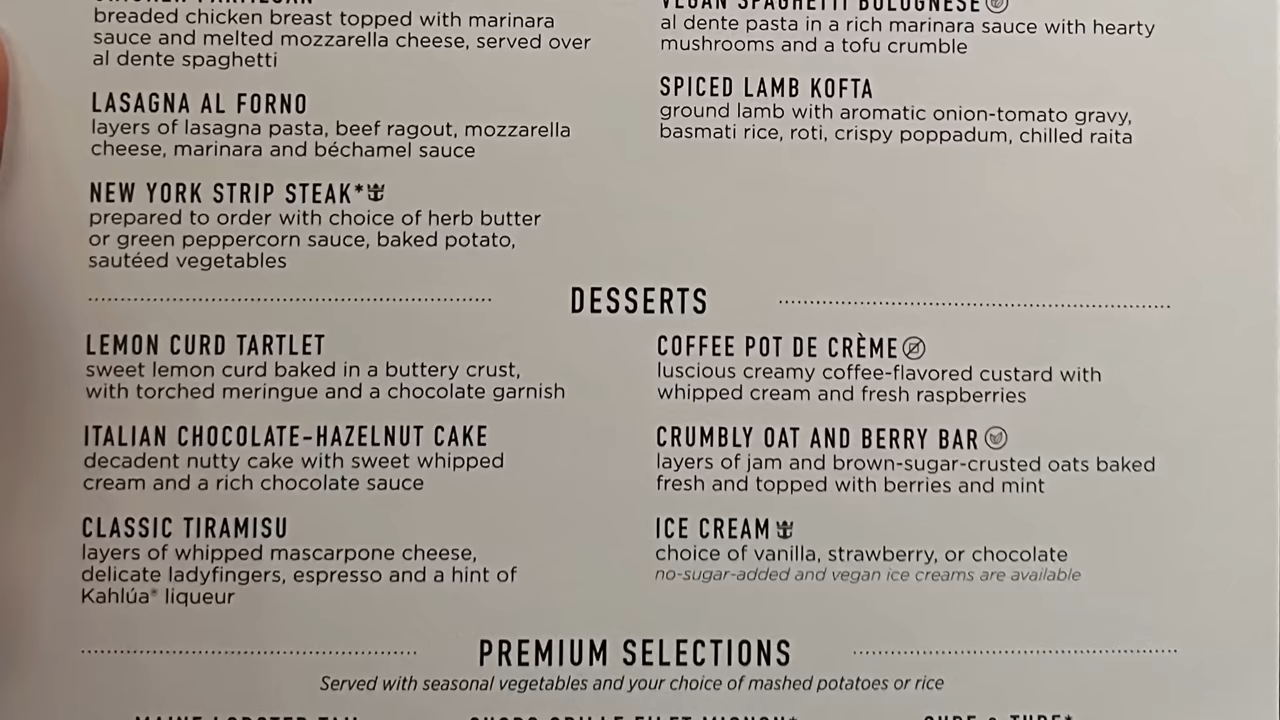 breaded chicken breast topped with marinara
sauce and melted mozzarella cheese, served over
al dente spaghetti
LASAGNA AL FORNO
layers of lasagna pasta, beef ragout, mozzarella
cheese, marinara and béchamel sauce
NEW YORK STRIP STEAK*
prepared to order with choice of herb butter
or green peppercorn sauce, baked potato,
sautéed vegetables
VEGAN SPAGHETTI BOLOGNESE
al dente pasta in a rich marinara sauce with hearty
mushrooms and a tofu crumble
SPICED LAMB KOFTA
ground lamb with aromatic onion-tomato gravy,
basmati rice, roti, crispy poppadum, chilled raita
DESSERTS
LEMON CURD TARTLET
sweet lemon curd baked in a buttery crust,
with torched meringue and a chocolate garnish
ITALIAN CHOCOLATE-HAZELNUT CAKE
decadent nutty cake with sweet whipped
cream and a rich chocolate sauce
CLASSIC TIRAMISU
layers of whipped mascarpone cheese,
delicate ladyfingers, espresso and a hint of
Kahlúa® liqueur
COFFEE POT DE CRÈME
luscious creamy coffee-flavored custard with
whipped cream and fresh raspberries
CRUMBLY OAT AND BERRY BAR
layers of jam and brown-sugar-crusted oats baked
fresh and topped with berries and mint
ICE CREAM
choice of vanilla, strawberry, or chocolate
no-sugar-added and vegan ice creams are available
PREMIUM SELECTIONS
Served with seasonal vegetables and your choice of mashed potatoes or rice